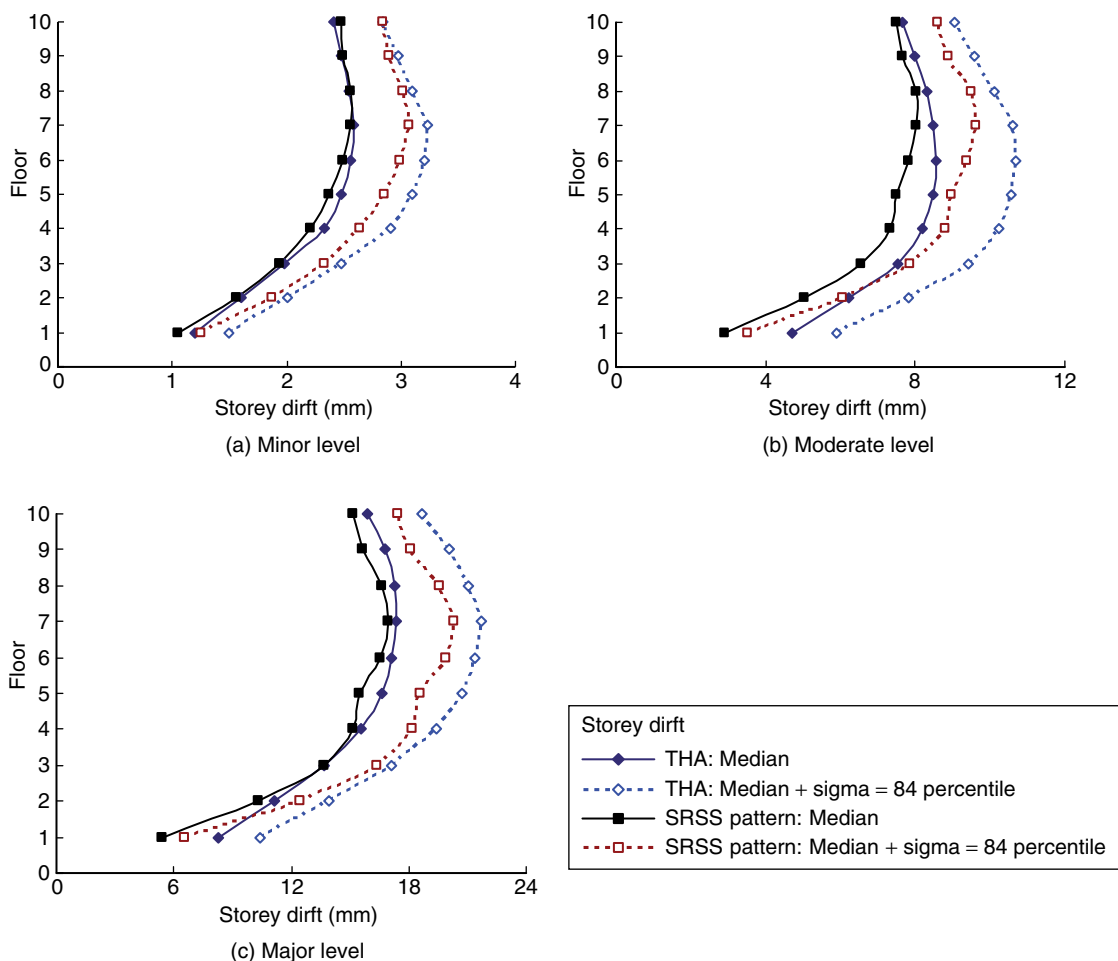 10
9
8
7
6
5
4
3
2
1
0
Floor
0 1 2 3 4
Storey dirft (mm)
(a) Minor level
10
9
8
7
6
5
4
3
2
1
0
Floor
0 4 8 12
Storey dirft (mm)
(b) Moderate level
10
9
8
7
6
5
4
3
2
1
0
Floor
0 6 12 18 24
Storey dirft (mm)
(c) Major level
Storey dirft
THA: Median
THA: Median + sigma = 84 percentile
SRSS pattern: Median
SRSS pattern: Median + sigma = 84 percentile